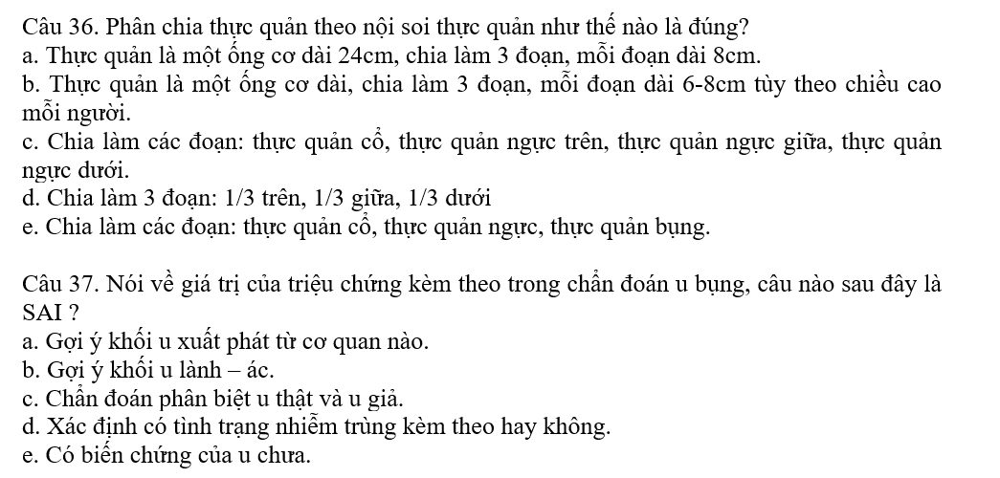 Câu 36. Phân chia thực quản theo nội soi thực quản như thế nào là đúng?
a. Thực quản là một ống cơ dài 24cm, chia làm 3 đoạn, mỗi đoạn dài 8cm.
b. Thực quản là một ống cơ dài, chia làm 3 đoạn, mỗi đoạn dài 6-8cm tùy theo chiều cao
mỗi người.
c. Chia làm các đoạn: thực quản cổ, thực quản ngực trên, thực quản ngực giữa, thực quản
ngực dưới.
d. Chia làm 3 đoạn: 1/3 trên, 1/3 giữa, 1/3 dưới
e. Chia làm các đoạn: thực quản cổ, thực quản ngực, thực quản bụng.
Câu 37. Nói về giá trị của triệu chứng kèm theo trong chẩn đoán u bụng, câu nào sau đây là
SAI ?
a. Gợi ý khối u xuất phát từ cơ quan nào.
b. Gợi ý khối u lành – ác.
c. Chẩn đoán phân biệt u thật và u giả.
d. Xác định có tình trạng nhiễm trùng kèm theo hay không.
e. Có biến chứng của u chưa.